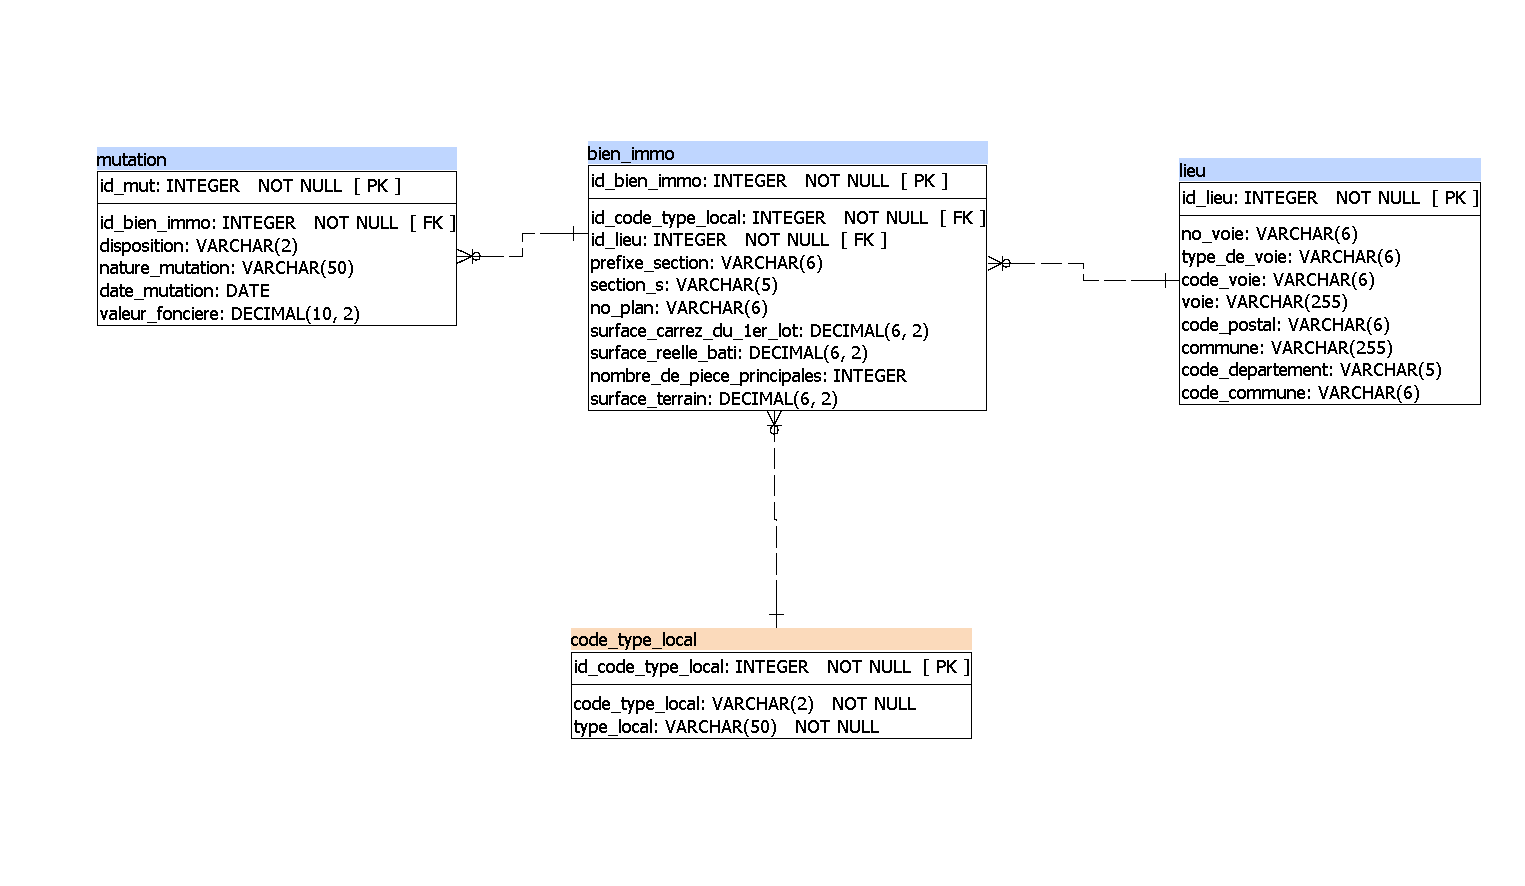 mutation
id_mut: INTEGER NOT NULL [ PK ]
id_bien_immo: INTEGER NOT NULL [ FK ]
disposition: VARCHAR(2)
nature_mutation: VARCHAR(50)
date_mutation: DATE
valeur_fonciere: DECIMAL(10, 2)
bien_immo
id_bien_immo: INTEGER NOT NULL [ PK ]
id_code_type_local: INTEGER NOT NULL [ FK ]
id_lieu: INTEGER NOT NULL [ FK ]
prefixe_section: VARCHAR(6)
section_s: VARCHAR(5)
no_plan: VARCHAR(6)
surface_carrez_du_1er_lot: DECIMAL(6, 2)
surface_reelle_bati: DECIMAL(6, 2)
nombre_de_piece_principales: INTEGER
surface_terrain: DECIMAL(6, 2)
lieu
id_lieu: INTEGER NOT NULL [ PK ]
no_voie: VARCHAR(6)
type_de_voie: VARCHAR(6)
code_voie: VARCHAR(6)
voie: VARCHAR(255)
code_postal: VARCHAR(6)
commune: VARCHAR(255)
code_departement: VARCHAR(5)
code_commune: VARCHAR(6)
code_type_local
id_code_type_local: INTEGER NOT NULL [ PK ]
code_type_local: VARCHAR(2) NOT NULL
type_local: VARCHAR(50) NOT NULL